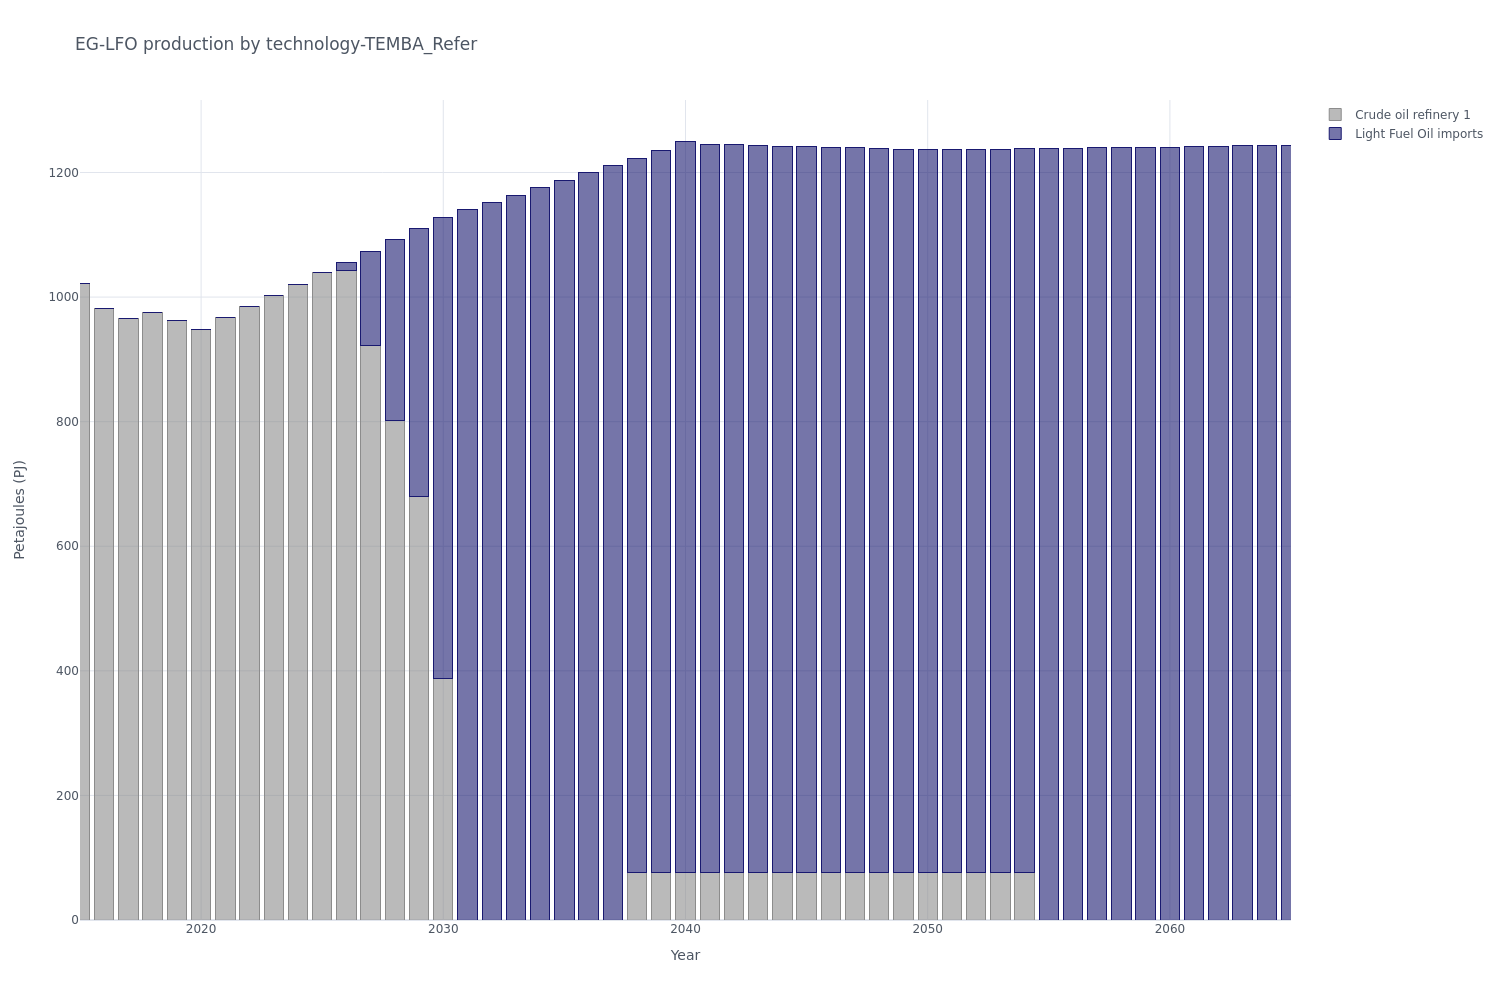 EG-LFO production by technology-TEMBA_Refer
Crude oil refinery 1
Light Fuel Oil imports
1200
1000
800
600
400
200
0
Petajoules (PJ)
2020
2030
2040
2050
2060
Year